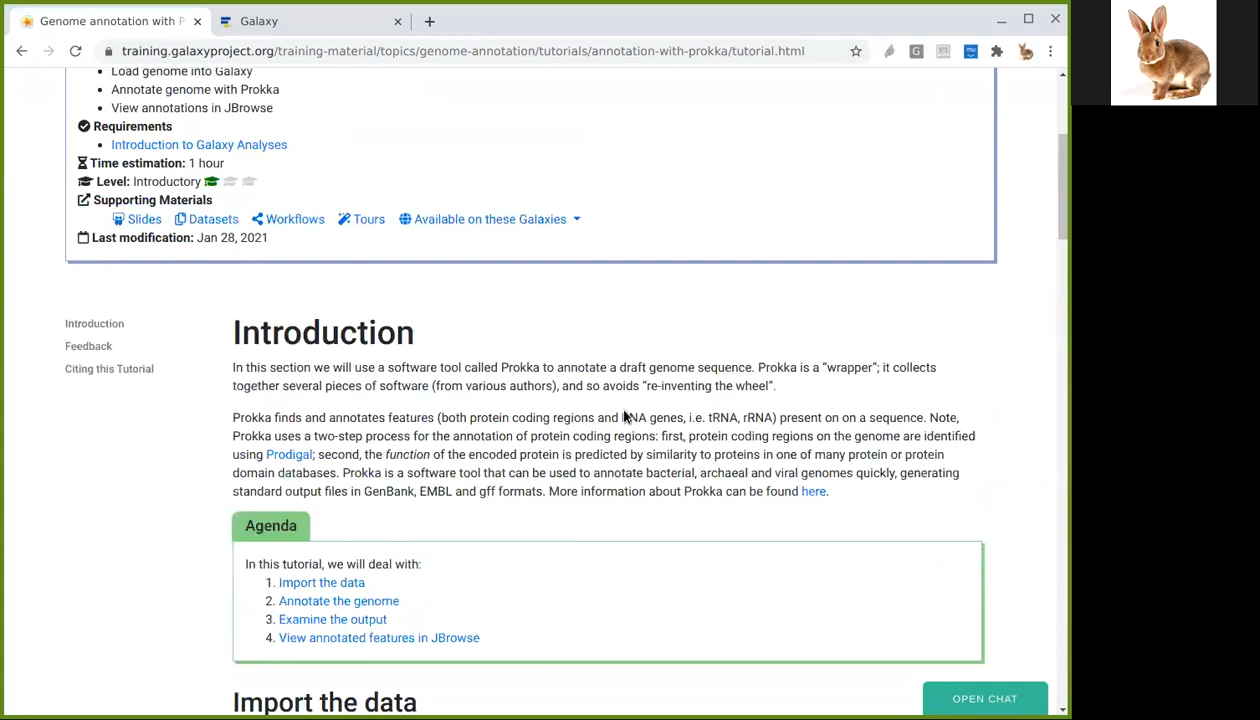 Genome annotation with P
Galaxy
training.galaxyproject.org/training-material/topics/genome-annotation/tutorials/annotation-with-prokka/tutorial.html
Load genome into Galaxy
Annotate genome with Prokka
View annotations in JBrowse
Requirements
Introduction to Galaxy Analyses
Time estimation: 1 hour
Level: Introductory
Supporting Materials
Slides Datasets Workflows Tours Available on these Galaxies
Last modification: Jan 28, 2021
Introduction
Feedback
Citing this Tutorial
Introduction
In this section we will use a software tool called Prokka to annotate a draft genome sequence. Prokka is a “wrapper”; it collects
together several pieces of software (from various authors), and so avoids “re-inventing the wheel”.
Prokka finds and annotates features (both protein coding regions and RNA genes, i.e. tRNA, rRNA) present on on a sequence. Note,
Prokka uses a two-step process for the annotation of protein coding regions: first, protein coding regions on the genome are identified
using Prodigal; second, the function of the encoded protein is predicted by similarity to proteins in one of many protein or protein
domain databases. Prokka is a software tool that can be used to annotate bacterial, archaeal and viral genomes quickly, generating
standard output files in GenBank, EMBL and gff formats. More information about Prokka can be found here.
Agenda
In this tutorial, we will deal with:
1. Import the data
2. Annotate the genome
3. Examine the output
4. View annotated features in JBrowse
Import the data
OPEN CHAT